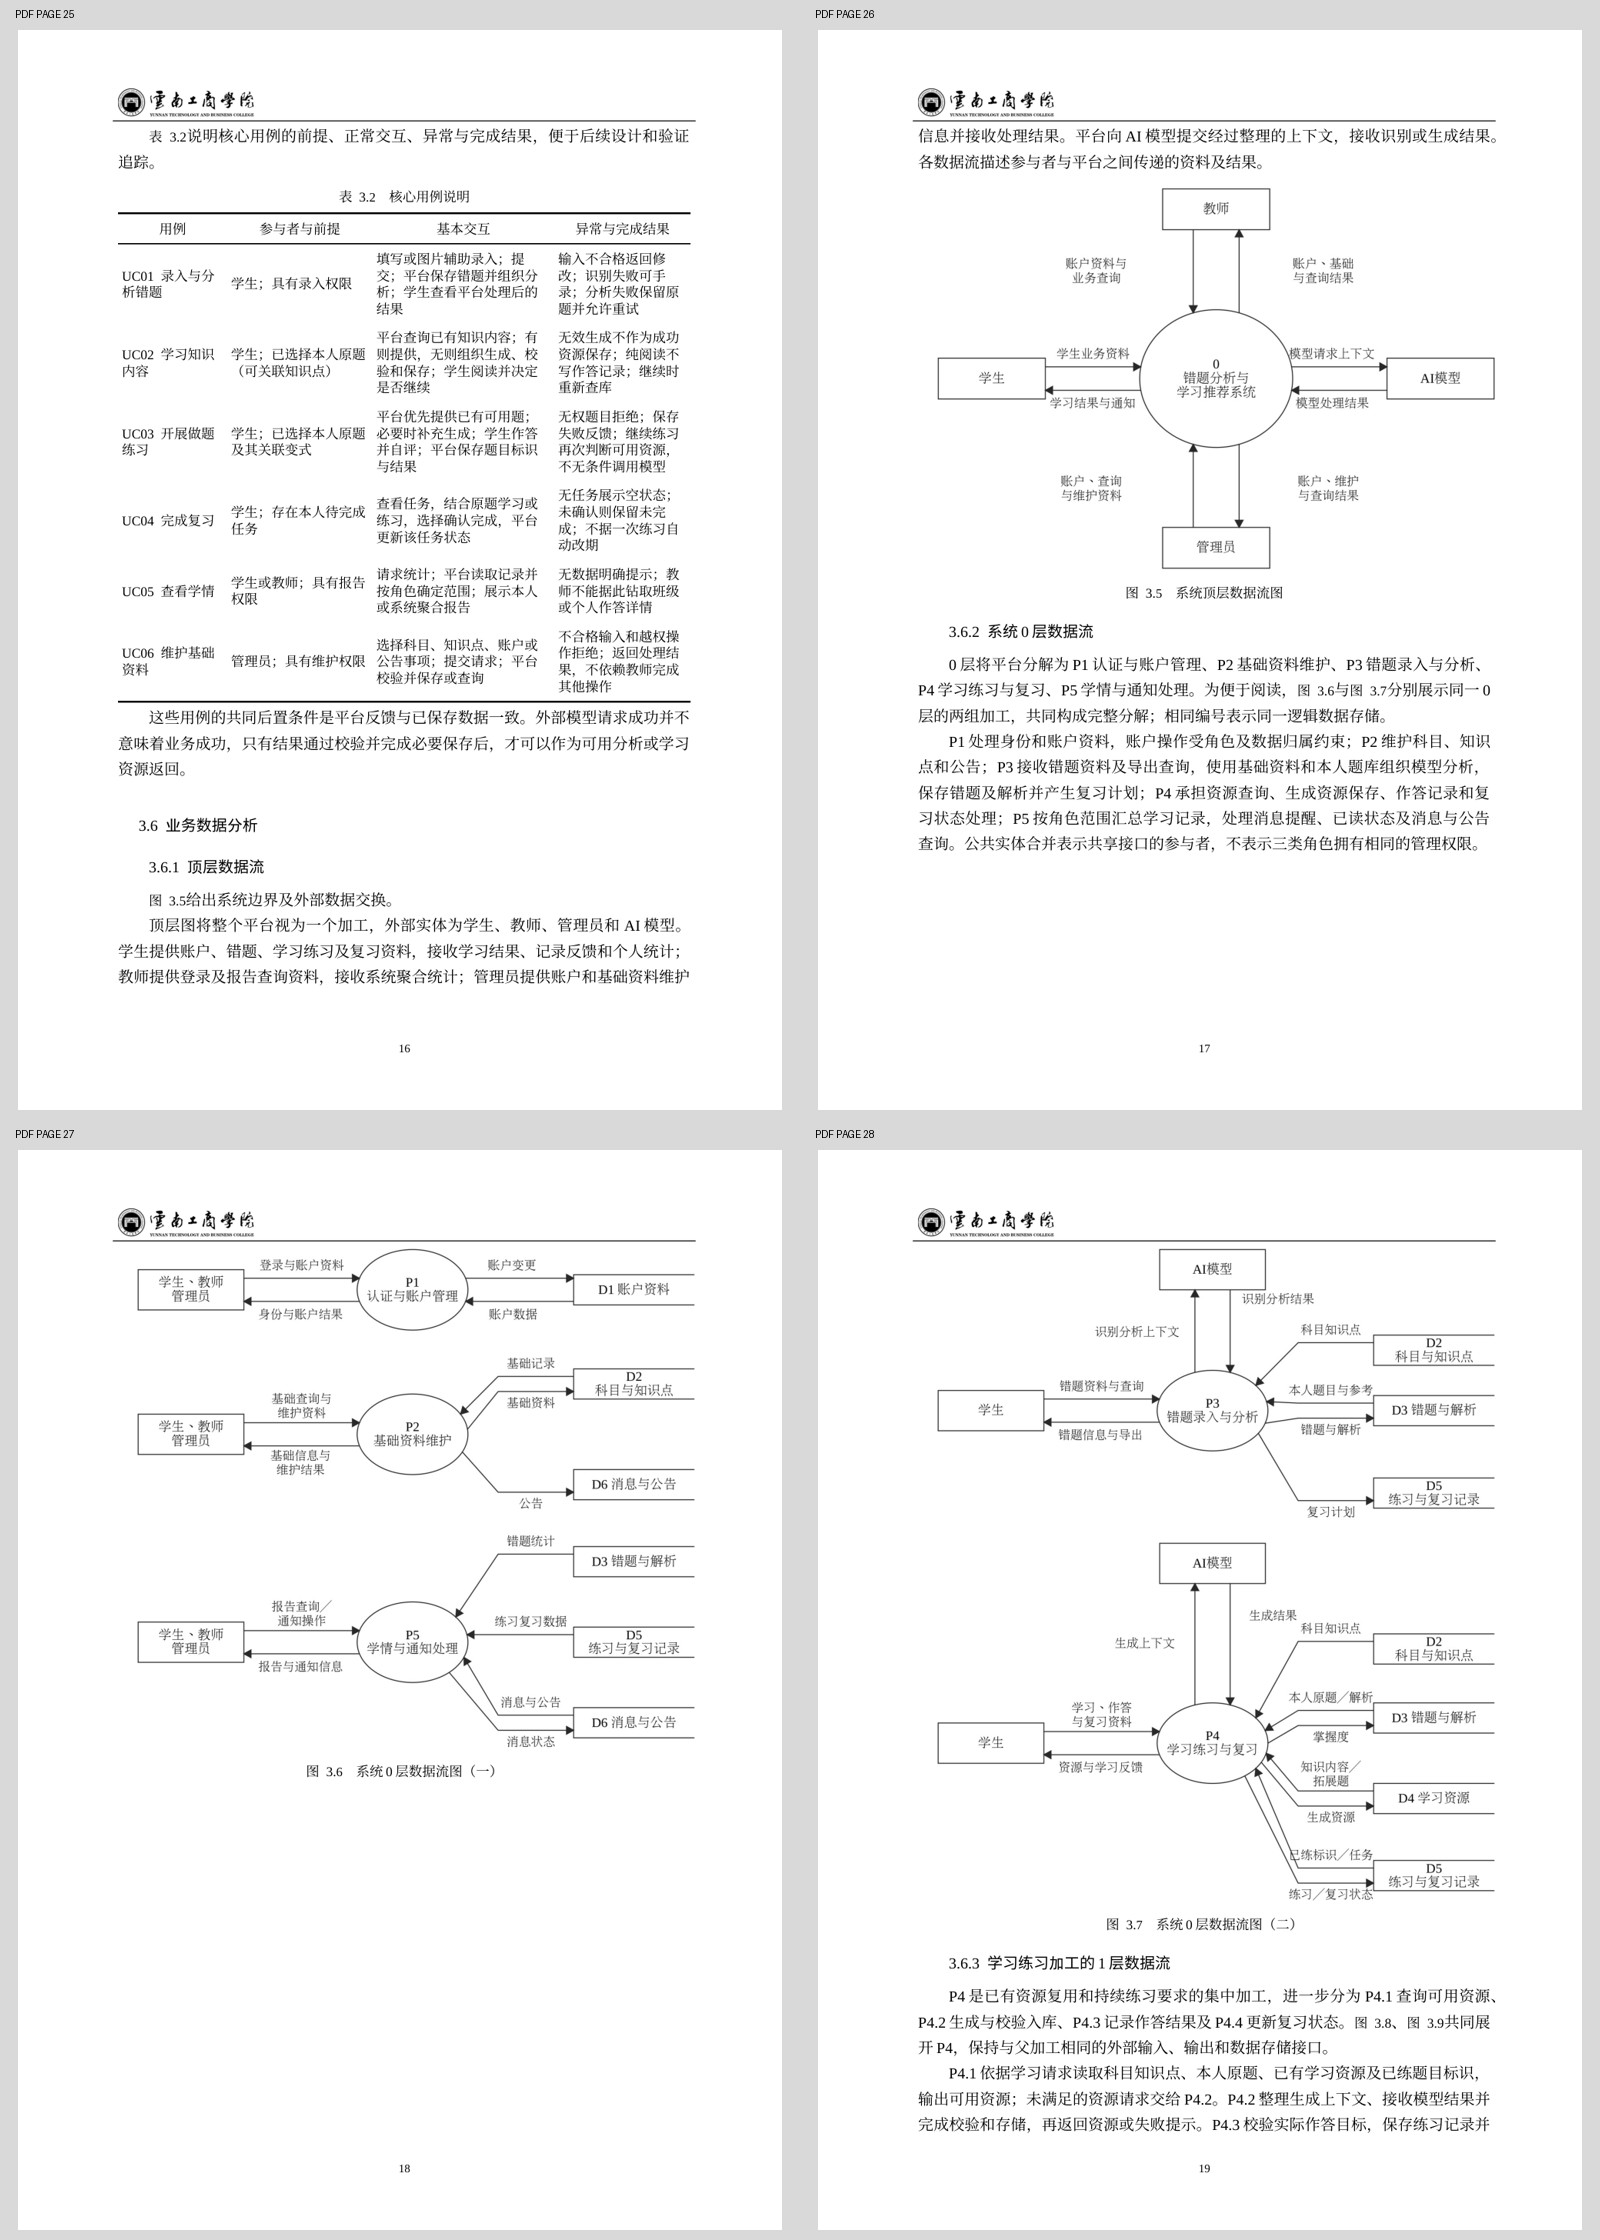 PDF PAGE 25
雲南工商學院
YUNNAN TECHNOLOGY AND BUSINESS COLLEGE
表 3.2说明核心用例的前提、正常交互、异常与完成结果，便于后续设计和验证
追踪。
表 3.2 核心用例说明
用例 参与者与前提 基本交互 异常与完成结果
UC01 录入与分
析错题
学生；具有录入权限
填写或图片辅助录入；提
交；平台保存错题并组织分
析；学生查看平台处理后的
结果
输入不合格返回修
改；识别失败可手
录；分析失败保留原
题并允许重试
UC02 学习知识
内容
学生；已选择本人原题
（可关联知识点）
平台查询已有知识内容；有
则提供，无则组织生成、校
验和保存；学生阅读并决定
是否继续
无效生成不作为成功
资源保存；纯阅读不
写作答记录；继续时
重新查库
UC03 开展做题
练习
学生；已选择本人原题
及其关联变式
平台优先提供已有可用题；
必要时补充生成；学生作答
并自评；平台保存题目标识
与结果
无权题目拒绝；保存
失败反馈；继续练习
再次判断可用资源，
不无条件调用模型
UC04 完成复习
学生；存在本人待完成
任务
查看任务，结合原题学习或
练习，选择确认完成，平台
更新该任务状态
无任务展示空状态；
未确认则保留未完
成；不据一次练习自
动改期
UC05 查看学情
学生或教师；具有报告
权限
请求统计；平台读取记录并
按角色确定范围；展示本人
或系统聚合报告
无数据明确提示；教
师不能据此钻取班级
或个人作答详情
UC06 维护基础
资料
管理员；具有维护权限
选择科目、知识点、账户或
公告事项；提交请求；平台
校验并保存或查询
不合格输入和越权操
作拒绝；返回处理结
果，不依赖教师完成
其他操作
这些用例的共同后置条件是平台反馈与已保存数据一致。外部模型请求成功并不
意味着业务成功，只有结果通过校验并完成必要保存后，才可以作为可用分析或学习
资源返回。
3.6 业务数据分析
3.6.1 顶层数据流
图 3.5给出系统边界及外部数据交换。
顶层图将整个平台视为一个加工，外部实体为学生、教师、管理员和 AI 模型。
学生提供账户、错题、学习练习及复习资料，接收学习结果、记录反馈和个人统计；
教师提供登录及报告查询资料，接收系统聚合统计；管理员提供账户和基础资料维护
16
PDF PAGE 26
雲南工商學院
YUNNAN TECHNOLOGY AND BUSINESS COLLEGE
信息并接收处理结果。平台向 AI 模型提交经过整理的上下文，接收识别或生成结果。
各数据流描述参与者与平台之间传递的资料及结果。
教师
账户资料与
业务查询
账户、基础
与查询结果
学生
学生业务资料
学习结果与通知
0
错题分析与
学习推荐系统
模型请求上下文
模型处理结果
AI模型
账户、查询
与维护资料
账户、维护
与查询结果
管理员
图 3.5 系统顶层数据流图
3.6.2 系统 0 层数据流
0 层将平台分解为 P1 认证与账户管理、P2 基础资料维护、P3 错题录入与分析、
P4 学习练习与复习、P5 学情与通知处理。为便于阅读，图 3.6与图 3.7分别展示同一 0
层的两组加工，共同构成完整分解；相同编号表示同一逻辑数据存储。
P1 处理身份和账户资料，账户操作受角色及数据归属约束；P2 维护科目、知识
点和公告；P3 接收错题资料及导出查询，使用基础资料和本人题库组织模型分析，
保存错题及解析并产生复习计划；P4 承担资源查询、生成资源保存、作答记录和复
习状态处理；P5 按角色范围汇总学习记录，处理消息提醒、已读状态及消息与公告
查询。公共实体合并表示共享接口的参与者，不表示三类角色拥有相同的管理权限。
17
PDF PAGE 27
雲南工商學院
YUNNAN TECHNOLOGY AND BUSINESS COLLEGE
学生、教师
管理员
登录与账户资料
身份与账户结果
P1
认证与账户管理
账户变更
账户数据
D1 账户资料
学生、教师
管理员
基础查询与
维护资料
基础信息与
维护结果
P2
基础资料维护
基础记录
基础资料
D2
科目与知识点
公告
D6 消息与公告
学生、教师
管理员
报告查询／
通知操作
报告与通知信息
P5
学情与通知处理
错题统计
D3 错题与解析
练习复习数据
D5
练习与复习记录
消息与公告
消息状态
D6 消息与公告
图 3.6 系统 0 层数据流图（一）
18
PDF PAGE 28
雲南工商學院
YUNNAN TECHNOLOGY AND BUSINESS COLLEGE
AI模型
识别分析上下文
识别分析结果
学生
错题资料与查询
错题信息与导出
P3
错题录入与分析
科目知识点
D2
科目与知识点
本人题目与参考
错题与解析
D3 错题与解析
复习计划
D5
练习与复习记录
AI模型
生成上下文
生成结果
学生
学习、作答
与复习资料
资源与学习反馈
P4
学习练习与复习
科目知识点
D2
科目与知识点
本人原题／解析
掌握度
D3 错题与解析
知识内容／
拓展题
生成资源
D4 学习资源
已练标识／任务
练习／复习状态
D5
练习与复习记录
图 3.7 系统 0 层数据流图（二）
3.6.3 学习练习加工的 1 层数据流
P4 是已有资源复用和持续练习要求的集中加工，进一步分为 P4.1 查询可用资源、
P4.2 生成与校验入库、P4.3 记录作答结果及 P4.4 更新复习状态。图 3.8、图 3.9共同展
开 P4，保持与父加工相同的外部输入、输出和数据存储接口。
P4.1 依据学习请求读取科目知识点、本人原题、已有学习资源及已练题目标识，
输出可用资源；未满足的资源请求交给 P4.2。P4.2 整理生成上下文、接收模型结果并
完成校验和存储，再返回资源或失败提示。P4.3 校验实际作答目标，保存练习记录并
19